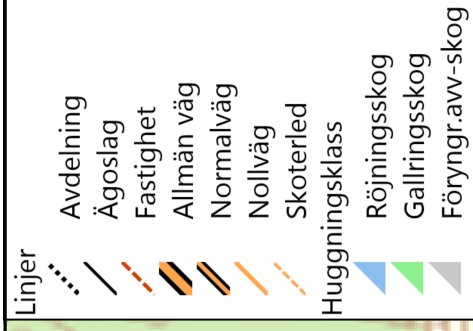 Linjer
Avdelning
Ägoslag
Fastighet
Allmän väg
Normalväg
Nollväg
Skoterled
Huggningsklass
Röjningsskog
Gallringsskog
Föryngr.avv-skog